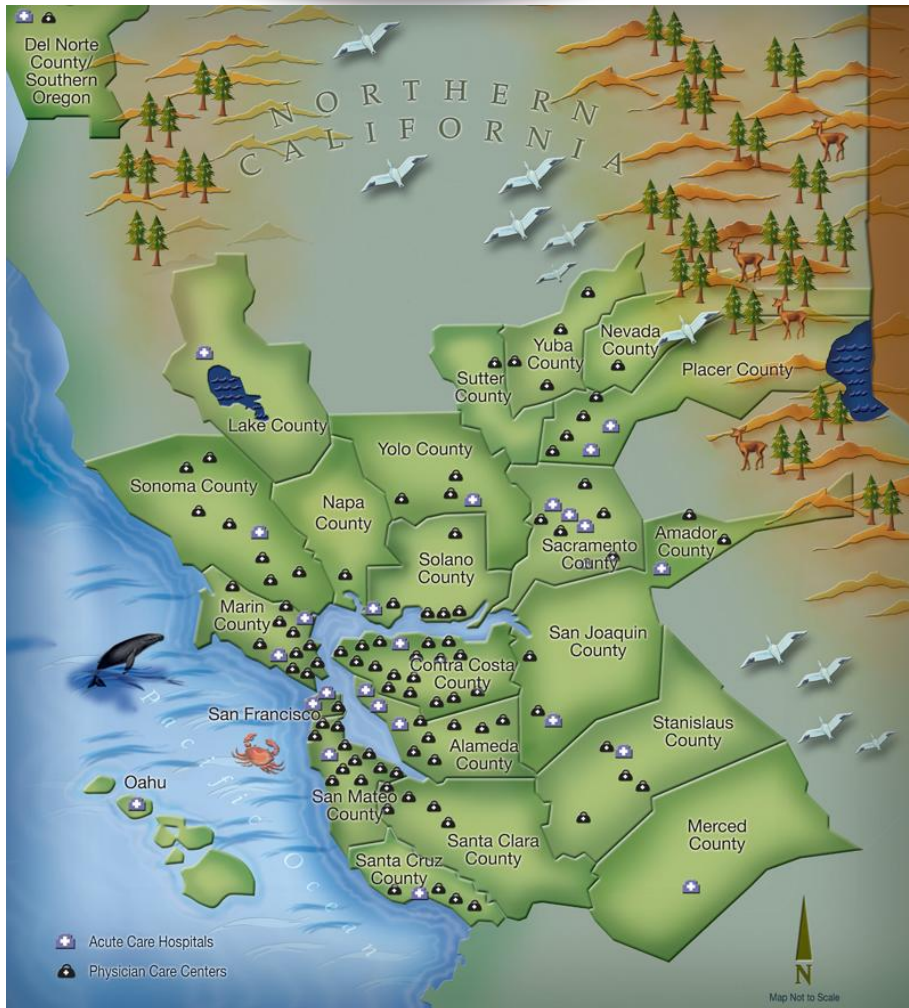 Del Norte
County/
Southern
Oregon
NORTHERN
CALIFORNIA
Yuba
County
Nevada
County
Sutter
County
Placer County
Lake County
Yolo County
Sonoma County
Napa
County
Solano
County
Sacramento
County
Amador
County
Marin
County
San Joaquin
County
Contra Costa
County
San Francisco
Stanislaus
County
Alameda
County
Oahu
San Mateo
County
Santa Clara
County
Merced
County
Santa Cruz
County
Pacific Ocean
Acute Care Hospitals
Physician Care Centers
N
Map Not to Scale